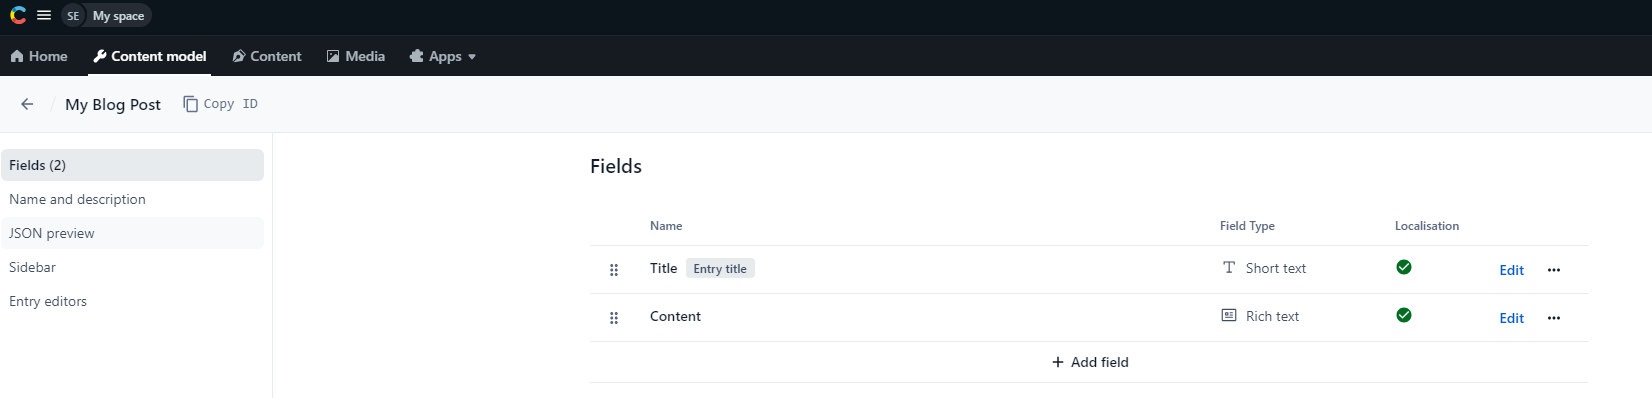 SE My space
Home Content model Content Media Apps
/ My Blog Post Copy ID
Fields (2)
Name and description
JSON preview
Sidebar
Entry editors
Fields
Name Field Type Localisation
Title Entry title Short text Edit
Content Rich text Edit
+ Add field